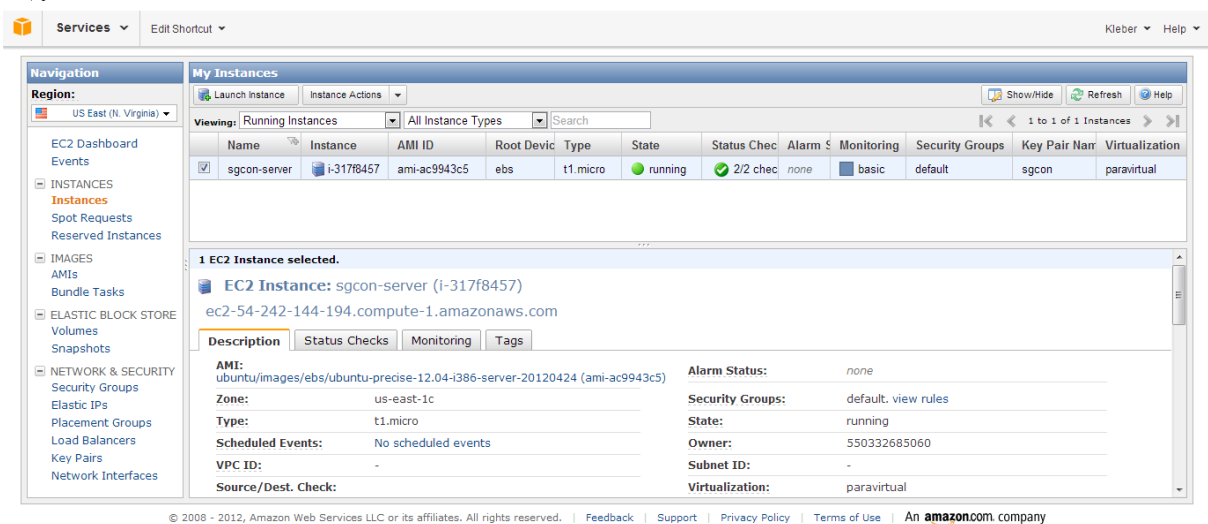 Services Edit Shortcut Kleber Help
Navigation
Region:
US East (N. Virginia)
EC2 Dashboard
Events
INSTANCES
Instances
Spot Requests
Reserved Instances
IMAGES
AMIs
Bundle Tasks
ELASTIC BLOCK STORE
Volumes
Snapshots
NETWORK & SECURITY
Security Groups
Elastic IPs
Placement Groups
Load Balancers
Key Pairs
Network Interfaces
My Instances
Launch Instance Instance Actions Show/Hide Refresh Help
Viewing: Running Instances All Instance Types Search 1 to 1 of 1 Instances
Name Instance AMI ID Root Devic Type State Status Chec Alarm S Monitoring Security Groups Key Pair Nam Virtualization
sgcon-server i-317f8457 ami-ac9943c5 ebs t1.micro running 2/2 chec none basic default sgcon paravirtual
1 EC2 Instance selected.
EC2 Instance: sgcon-server (i-317f8457)
ec2-54-242-144-194.compute-1.amazonaws.com
Description Status Checks Monitoring Tags
AMI:
ubuntu/images/ebs/ubuntu-precise-12.04-i386-server-20120424 (ami-ac9943c5)
Alarm Status: none
Zone: us-east-1c Security Groups: default. view rules
Type: t1.micro State: running
Scheduled Events: No scheduled events Owner: 550332685060
VPC ID: - Subnet ID: -
Source/Dest. Check: Virtualization: paravirtual
© 2008 - 2012, Amazon Web Services LLC or its affiliates. All rights reserved. | Feedback | Support | Privacy Policy | Terms of Use | An amazon.com. company